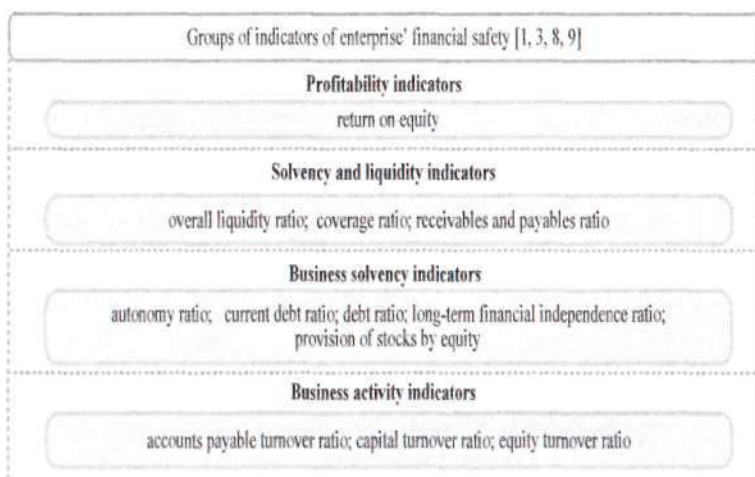 Groups of indicators of enterprise' financial safety [1, 3, 8, 9]
Profitability indicators
return on equity
Solvency and liquidity indicators
overall liquidity ratio; coverage ratio; receivables and payables ratio
Business solvency indicators
autonomy ratio; current debt ratio; debt ratio; long-term financial independence ratio;
provision of stocks by equity
Business activity indicators
accounts payable turnover ratio; capital turnover ratio; equity turnover ratio